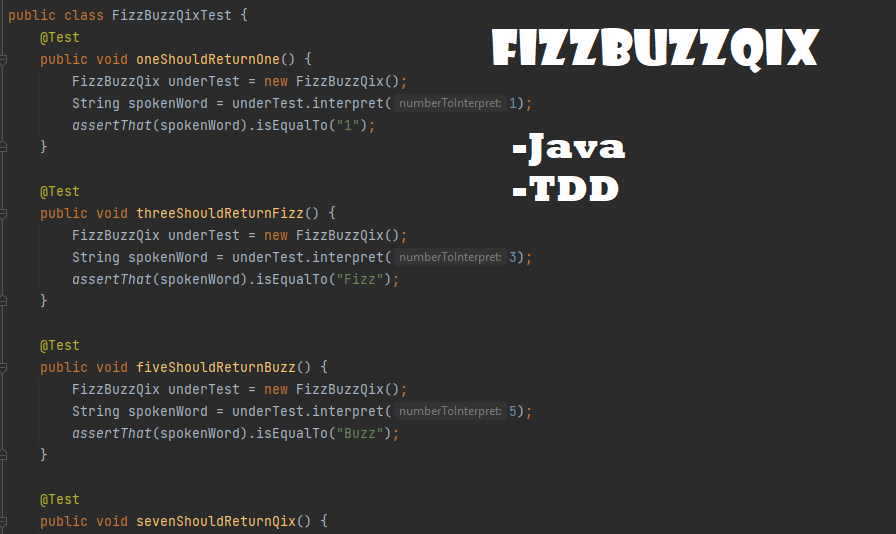 public class FizzBuzzQixTest {
@Test
public void oneShouldReturnOne() {
FizzBuzzQix underTest = new FizzBuzzQix();
String spokenWord = underTest.interpret( numberToInterpret: 1);
assertThat(spokenWord).isEqualTo("1");
}
@Test
public void threeShouldReturnFizz() {
FizzBuzzQix underTest = new FizzBuzzQix();
String spokenWord = underTest.interpret( numberToInterpret: 3);
assertThat(spokenWord).isEqualTo("Fizz");
}
@Test
public void fiveShouldReturnBuzz() {
FizzBuzzQix underTest = new FizzBuzzQix();
String spokenWord = underTest.interpret( numberToInterpret: 5);
assertThat(spokenWord).isEqualTo("Buzz");
}
@Test
public void sevenShouldReturnQix() {
FIZZBUZZQIX
-Java
-TDD